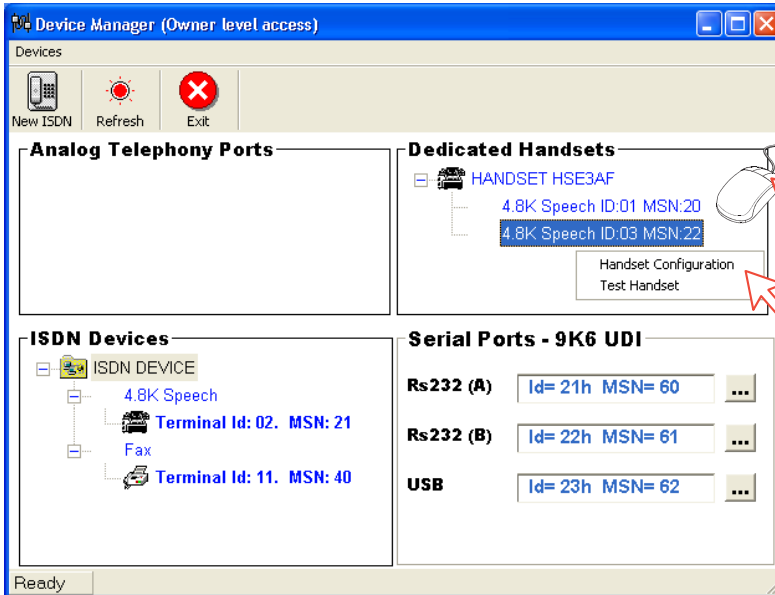 Device Manager (Owner level access)
Devices
New ISDN Refresh Exit
Analog Telephony Ports
Dedicated Handsets
HANDSET HSE3AF
4.8K Speech ID:01 MSN:20
4.8K Speech ID:03 MSN:22
Handset Configuration
Test Handset
ISDN Devices
ISDN DEVICE
4.8K Speech
Terminal Id: 02. MSN: 21
Fax
Terminal Id: 11. MSN: 40
Serial Ports - 9K6 UDI
Rs232 (A) Id= 21h MSN= 60 ...
Rs232 (B) Id= 22h MSN= 61 ...
USB Id= 23h MSN= 62 ...
Ready